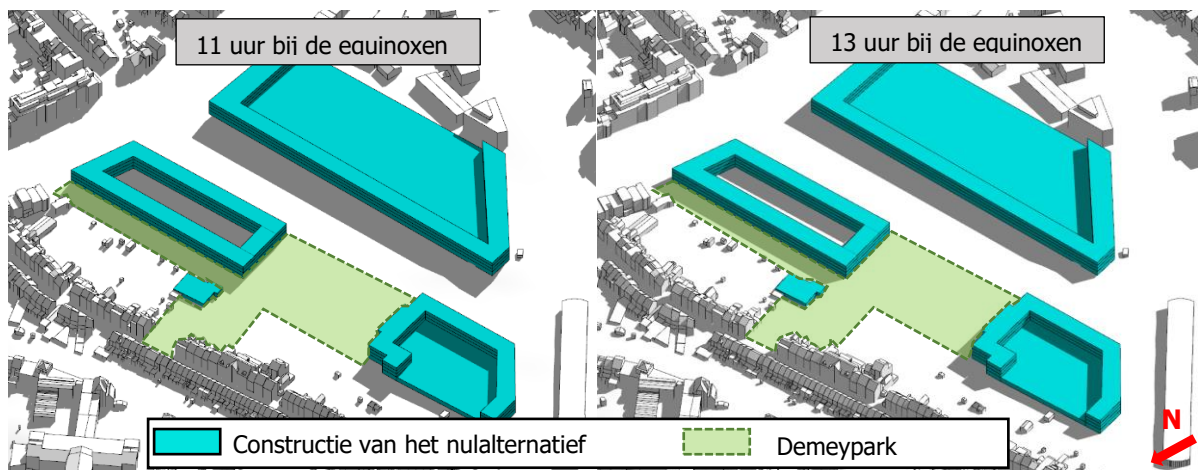 11 uur bij de equinoxen
13 uur bij de equinoxen
N
Constructie van het nulalternatief
Demeypark